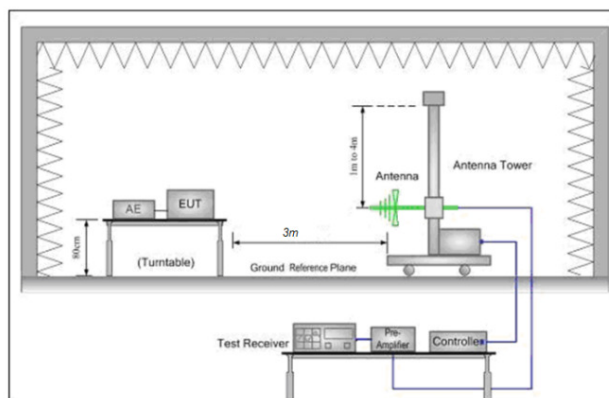 1m to 4m
Antenna
Antenna Tower
AE
EUT
80cm
(Turntable)
3m
Ground Reference Plane
Test Receiver
Pre-
Amplifier
Controller